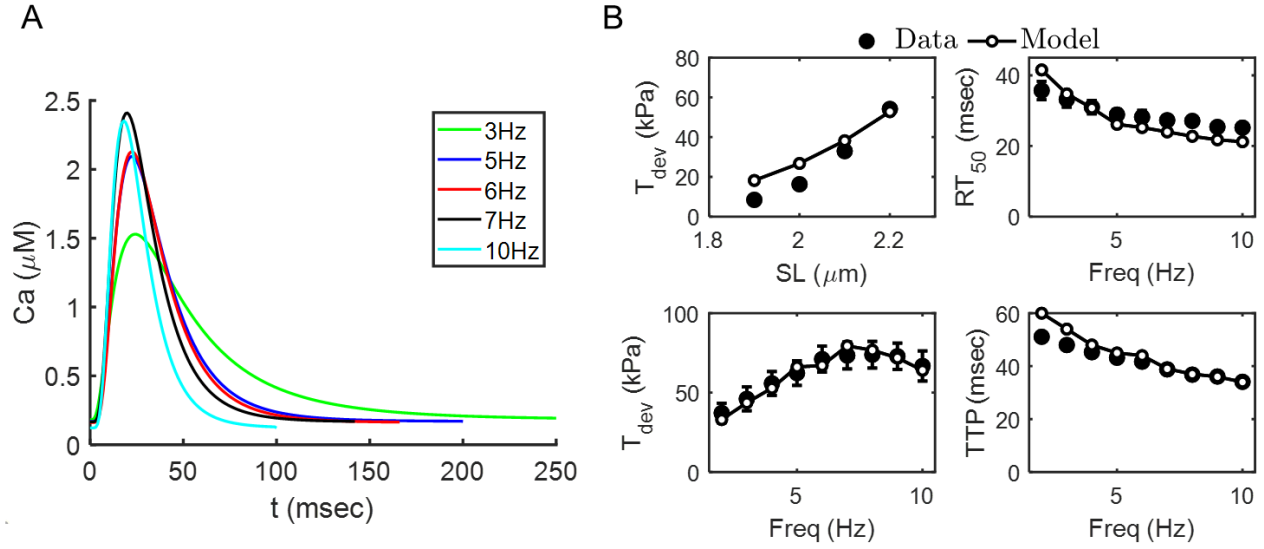 A
Ca (μM)
2.5
2
1.5
1
0.5
0
0
50
100
150
200
250
t (msec)
3Hz
5Hz
6Hz
7Hz
10Hz
B
Data
Model
T_dev (kPa)
80
60
40
20
0
1.8
2
2.2
SL (μm)
RT_50 (msec)
40
20
0
5
10
Freq (Hz)
T_dev (kPa)
100
50
0
5
10
Freq (Hz)
TTP (msec)
60
40
20
0
5
10
Freq (Hz)